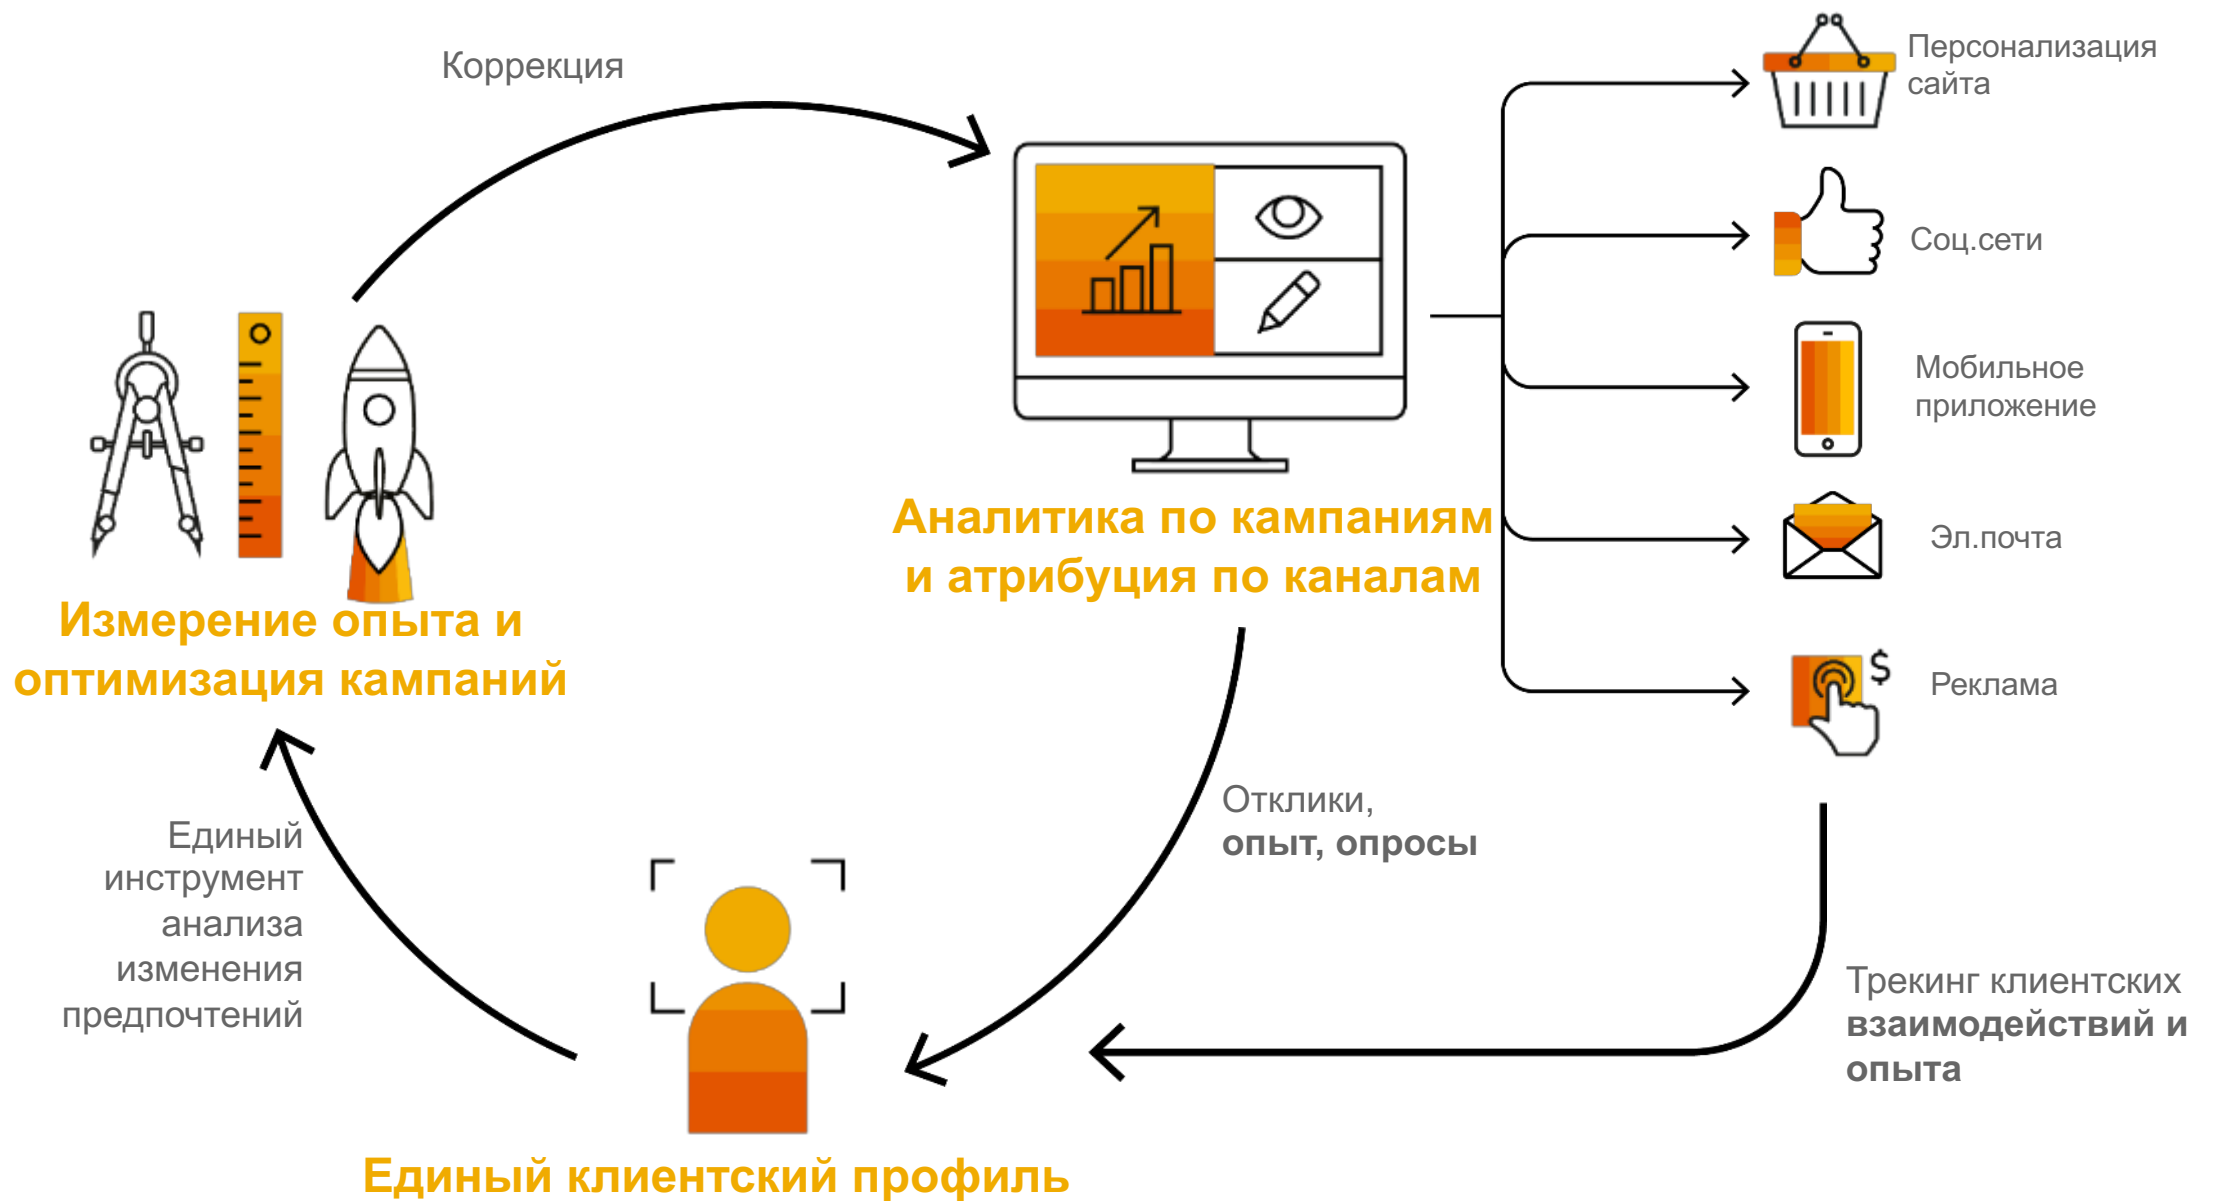 Коррекция
Персонализация
сайта
Соц.сети
Мобильное
приложение
Эл.почта
Реклама
$
Аналитика по кампаниям
и атрибуция по каналам
Измерение опыта и
оптимизация кампаний
Отклики,
опыт, опросы
Единый
инструмент
анализа
изменения
предпочтений
Трекинг клиентских
взаимодействий и
опыта
Единый клиентский профиль